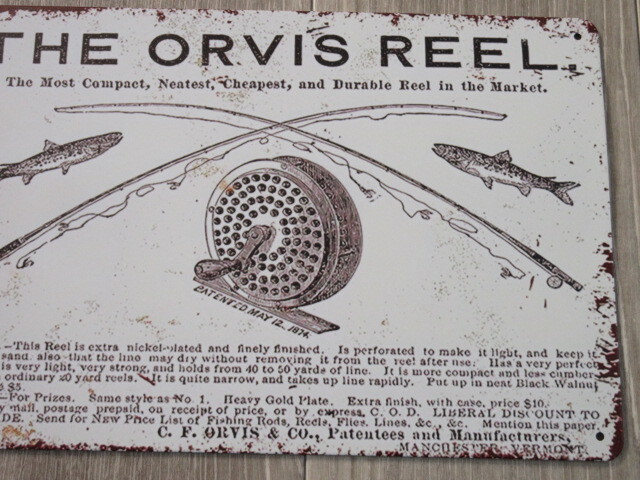 THE ORVIS REEL.
The Most Compact, Neatest, Cheapest, and Durable Reel in the Market.
PATENTED MAY 12, 1874.
—This Reel is extra nickel-plated and finely finished. Is perforated to make it light, and keep it
sand. also that the line may dry without removing it from the reel after use. Has a very perfect
is very light, very strong, and holds from 40 to 50 yards of line. It is more compact and less cumber
ordinary 20 yard reels. It is quite narrow, and takes up line rapidly. Put up in neat Black Walnut
$5.
—For Prizes. Same style as No. 1. Heavy Gold Plate. Extra finish, with case, price $10.
y mail, postage prepaid, on receipt of price, or by express, C. O. D. LIBERAL DISCOUNT TO
DE. Send for New Price List of Fishing Rods, Reels, Flies, Lines, &c., &c. Mention this paper.
C. F. ORVIS & CO., Patentees and Manufacturers,
MANCHESTER, VERMONT.